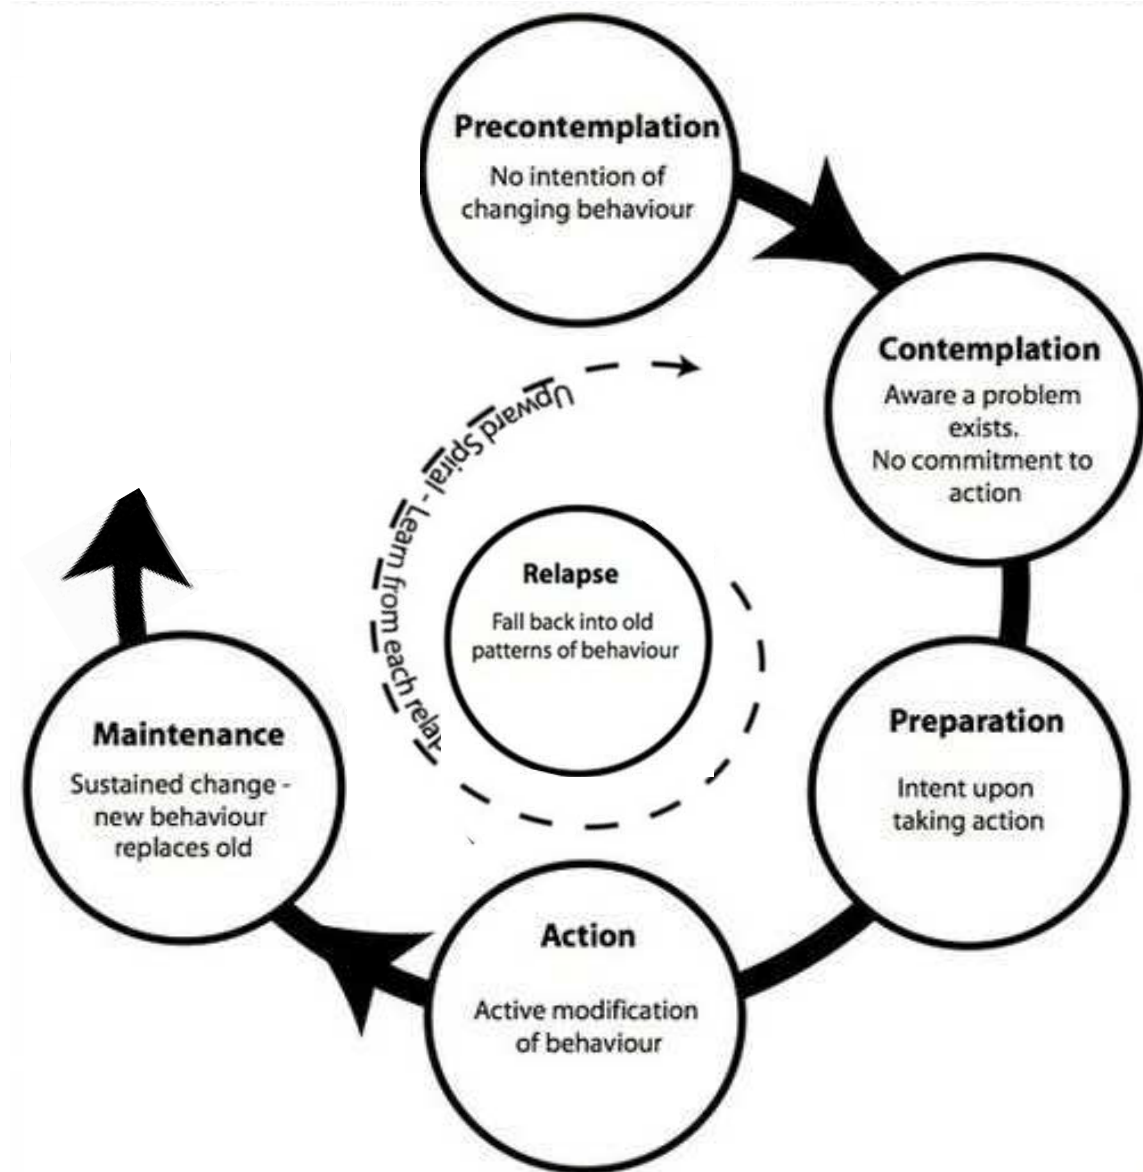 Precontemplation
No intention of
changing behaviour
Contemplation
Aware a problem
exists.
No commitment to
action
Preparation
Intent upon
taking action
Action
Active modification
of behaviour
Maintenance
Sustained change -
new behaviour
replaces old
Relapse
Fall back into old
patterns of behaviour
Upward Spiral - Learn from each